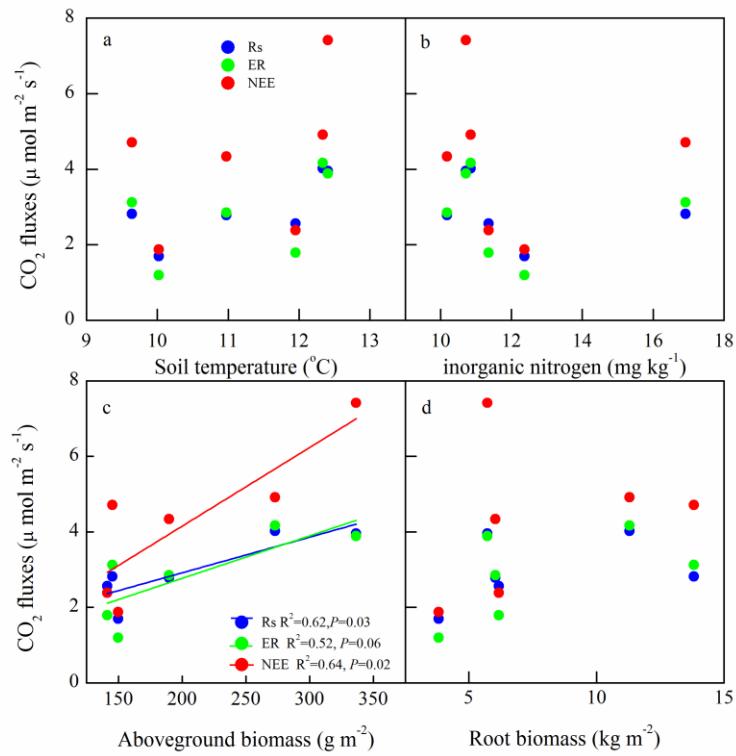 8
6
4
2
0
CO₂ fluxes (μ mol m⁻² s⁻¹)
a
Rs
ER
NEE
b
9 10 11 12 13
10 12 14 16 18
Soil temperature (°C)
inorganic nitrogen (mg kg⁻¹)
8
6
4
2
0
CO₂ fluxes (μ mol m⁻² s⁻¹)
c
Rs R²=0.62,P=0.03
ER R²=0.52, P=0.06
NEE R²=0.64, P=0.02
d
150 200 250 300 350
5 10 15
Aboveground biomass (g m⁻²)
Root biomass (kg m⁻²)